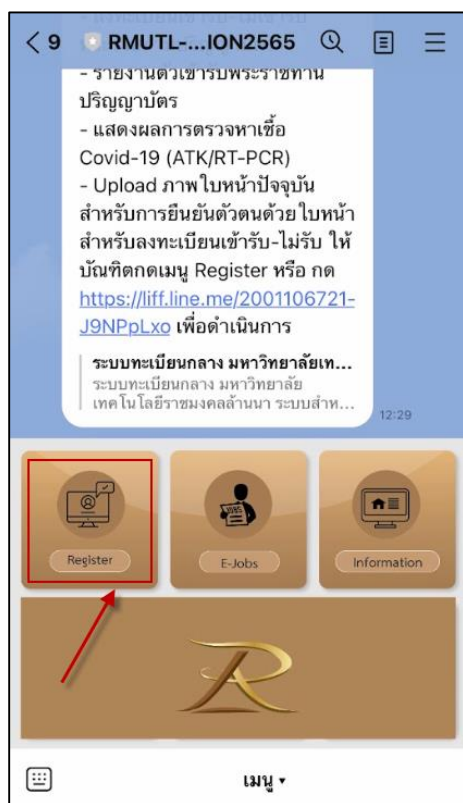 9 RMUTL-...ION2565
- รายงานตัวเข้ารับพระราชทาน
ปริญญาบัตร
- แสดงผลการตรวจหาเชื้อ
Covid-19 (ATK/RT-PCR)
- Upload ภาพใบหน้าปัจจุบัน
สำหรับการยืนยันตัวตนด้วยใบหน้า
สำหรับลงทะเบียนเข้ารับ-ไม่รับ ให้
บัณฑิตกดเมนู Register หรือ กด
https://liff.line.me/2001106721-
J9NPpLxo เพื่อดำเนินการ
ระบบทะเบียนกลาง มหาวิทยาลัยเท...
ระบบทะเบียนกลาง มหาวิทยาลัย
เทคโนโลยีราชมงคลล้านนา ระบบสำห...
12:29
Register
JOBS
E-Jobs
Information
เมนู